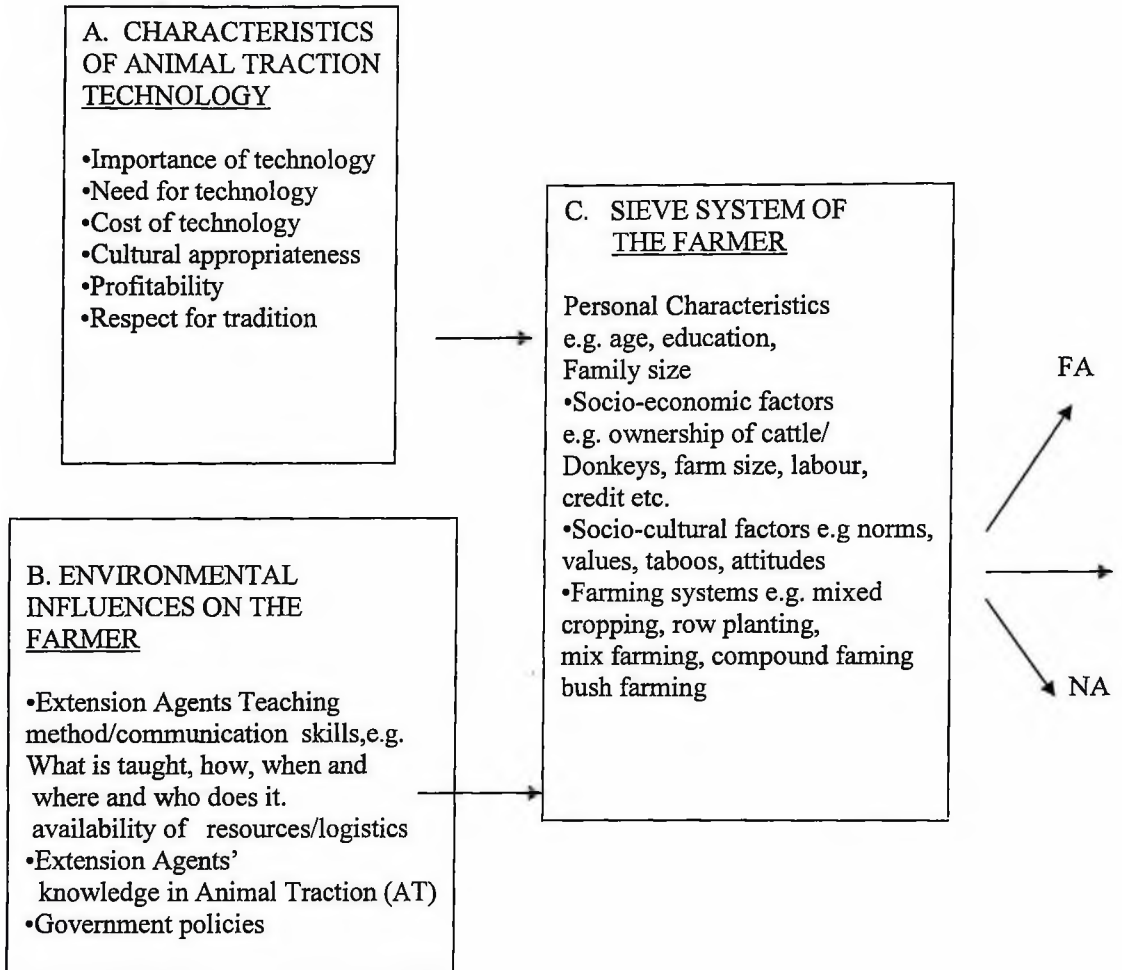 A. CHARACTERISTICS
OF ANIMAL TRACTION
TECHNOLOGY
•Importance of technology
•Need for technology
•Cost of technology
•Cultural appropriateness
•Profitability
•Respect for tradition
B. ENVIRONMENTAL
INFLUENCES ON THE
FARMER
•Extension Agents Teaching
method/communication skills,e.g.
What is taught, how, when and
where and who does it.
availability of resources/logistics
•Extension Agents'
knowledge in Animal Traction (AT)
•Government policies
C. SIEVE SYSTEM OF
THE FARMER
Personal Characteristics
e.g. age, education,
Family size
•Socio-economic factors
e.g. ownership of cattle/
Donkeys, farm size, labour,
credit etc.
•Socio-cultural factors e.g norms,
values, taboos, attitudes
•Farming systems e.g. mixed
cropping, row planting,
mix farming, compound faming
bush farming
FA
NA